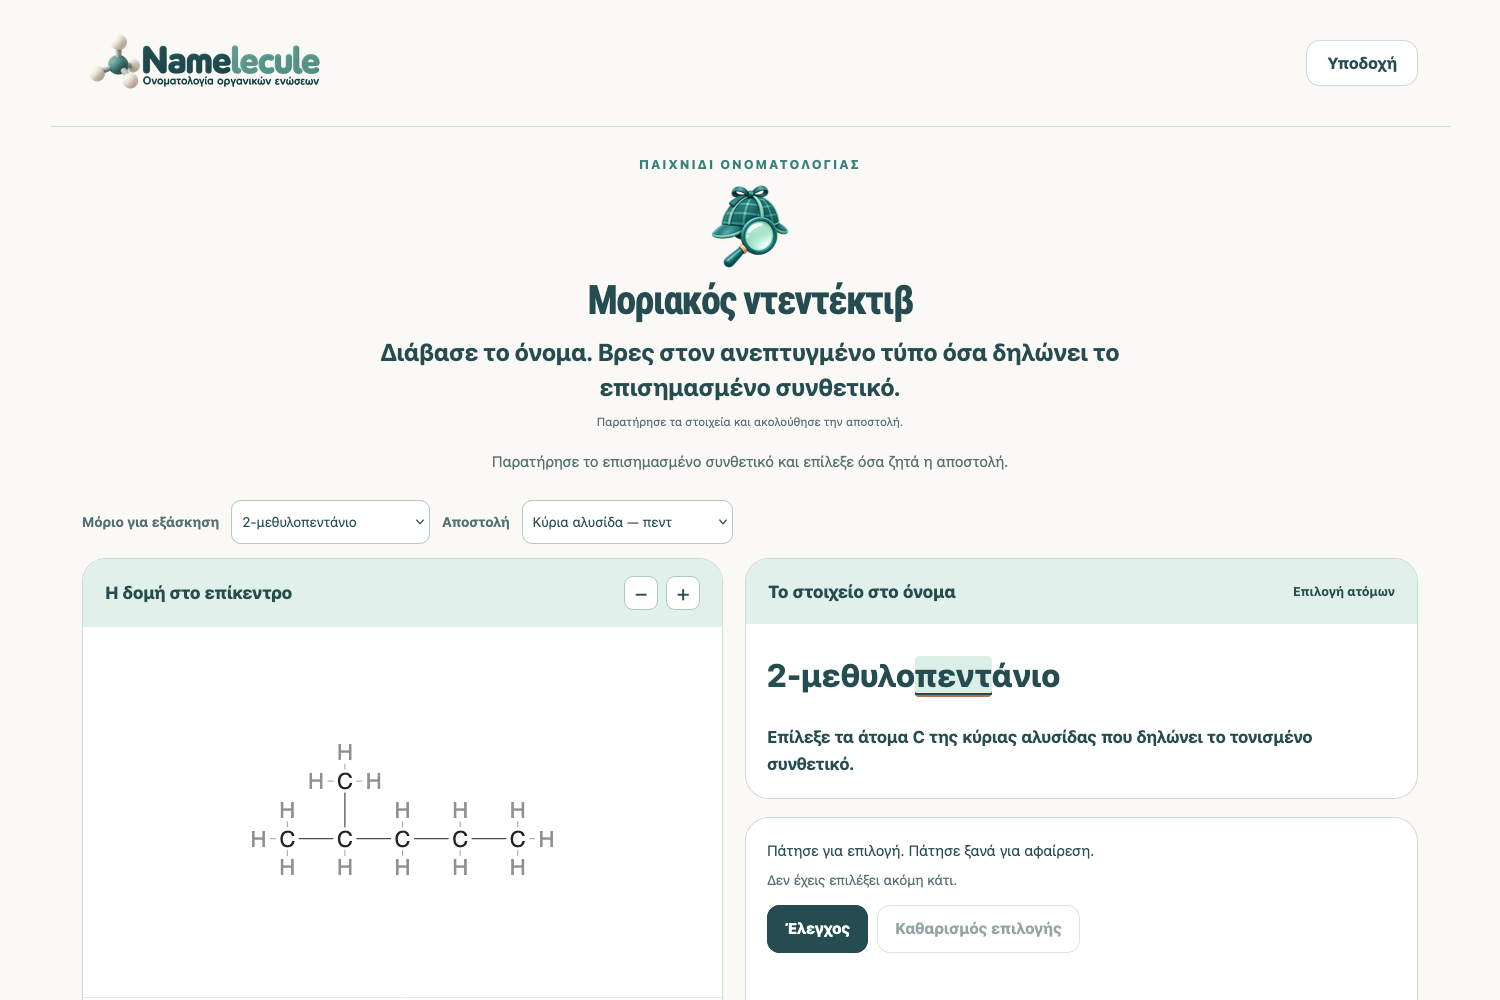 Namelecule
Ονοματολογία οργανικών ενώσεων
Υποδοχή
ΠΑΙΧΝΙΔΙ ΟΝΟΜΑΤΟΛΟΓΙΑΣ
Μοριακός ντεντέκτιβ
Διάβασε το όνομα. Βρες στον ανεπτυγμένο τύπο όσα δηλώνει το
επισημασμένο συνθετικό.
Παρατήρησε τα στοιχεία και ακολούθησε την αποστολή.
Παρατήρησε το επισημασμένο συνθετικό και επίλεξε όσα ζητά η αποστολή.
Μόριο για εξάσκηση 2-μεθυλοπεντάνιο Αποστολή Κύρια αλυσίδα — πεντ
Η δομή στο επίκεντρο − +
H
H C H
H H H H
H C C C C C H
H H H H H
Το στοιχείο στο όνομα Επιλογή ατόμων
2-μεθυλοπεντάνιο
Επίλεξε τα άτομα C της κύριας αλυσίδας που δηλώνει το τονισμένο
συνθετικό.
Πάτησε για επιλογή. Πάτησε ξανά για αφαίρεση.
Δεν έχεις επιλέξει ακόμη κάτι.
Έλεγχος Καθαρισμός επιλογής